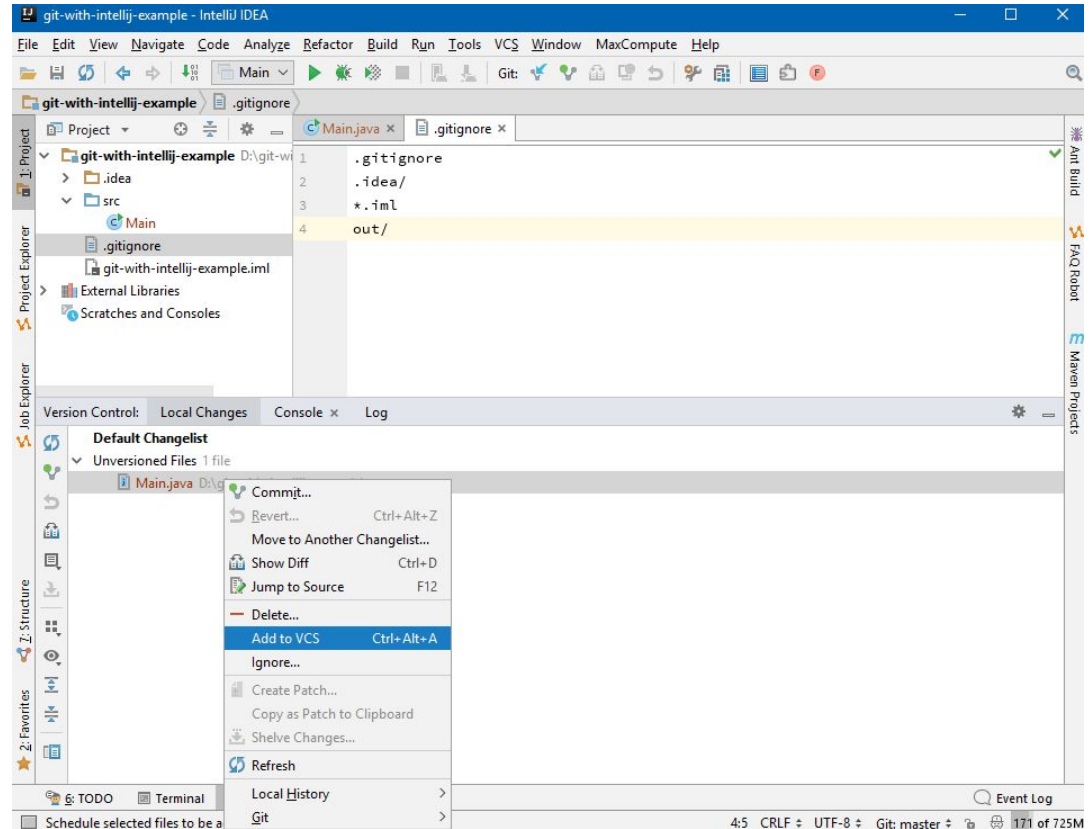 git-with-intellij-example - IntelliJ IDEA
File Edit View Navigate Code Analyze Refactor Build Run Tools VCS Window MaxCompute Help
Main Git:
git-with-intellij-example .gitignore
1: Project
Project Explorer
Job Explorer
Z: Structure
2: Favorites
Project
git-with-intellij-example D:\git-wi
.idea
src
Main
.gitignore
git-with-intellij-example.iml
External Libraries
Scratches and Consoles
Main.java .gitignore
1 .gitignore
2 .idea/
3 *.iml
4 out/
Ant Build
FAQ Robot
Maven Projects
Version Control: Local Changes Console Log
Default Changelist
Unversioned Files 1 file
Main.java D:\g
Commit...
Revert... Ctrl+Alt+Z
Move to Another Changelist...
Show Diff Ctrl+D
Jump to Source F12
Delete...
Add to VCS Ctrl+Alt+A
Ignore...
Create Patch...
Copy as Patch to Clipboard
Shelve Changes...
Refresh
Local History
Git
6: TODO Terminal Event Log
Schedule selected files to be a 4:5 CRLF UTF-8 Git: master 171 of 725M